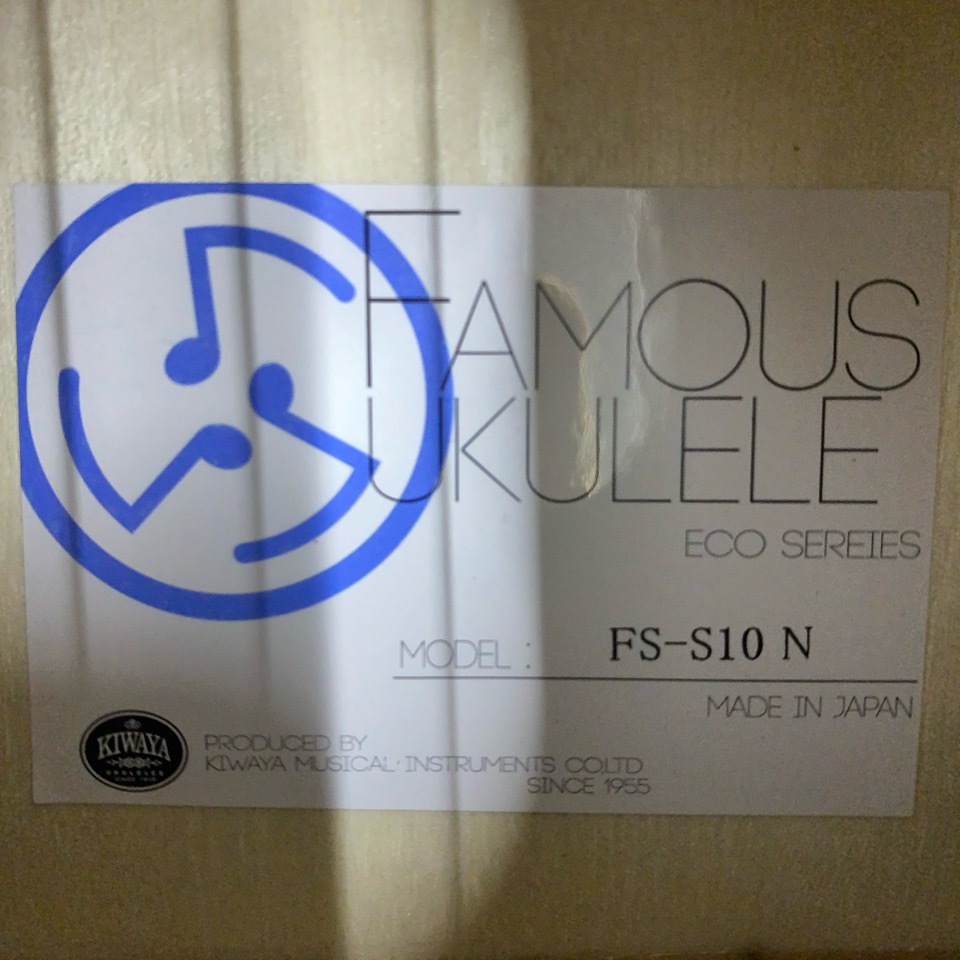 FAMOUS
UKULELE
ECO SEREIES
MODEL : FS-S10 N
MADE IN JAPAN
KIWAYA
UKULELES
PRODUCED BY
KIWAYA MUSICAL·INSTRUMENTS CO.LTD
SINCE 1955